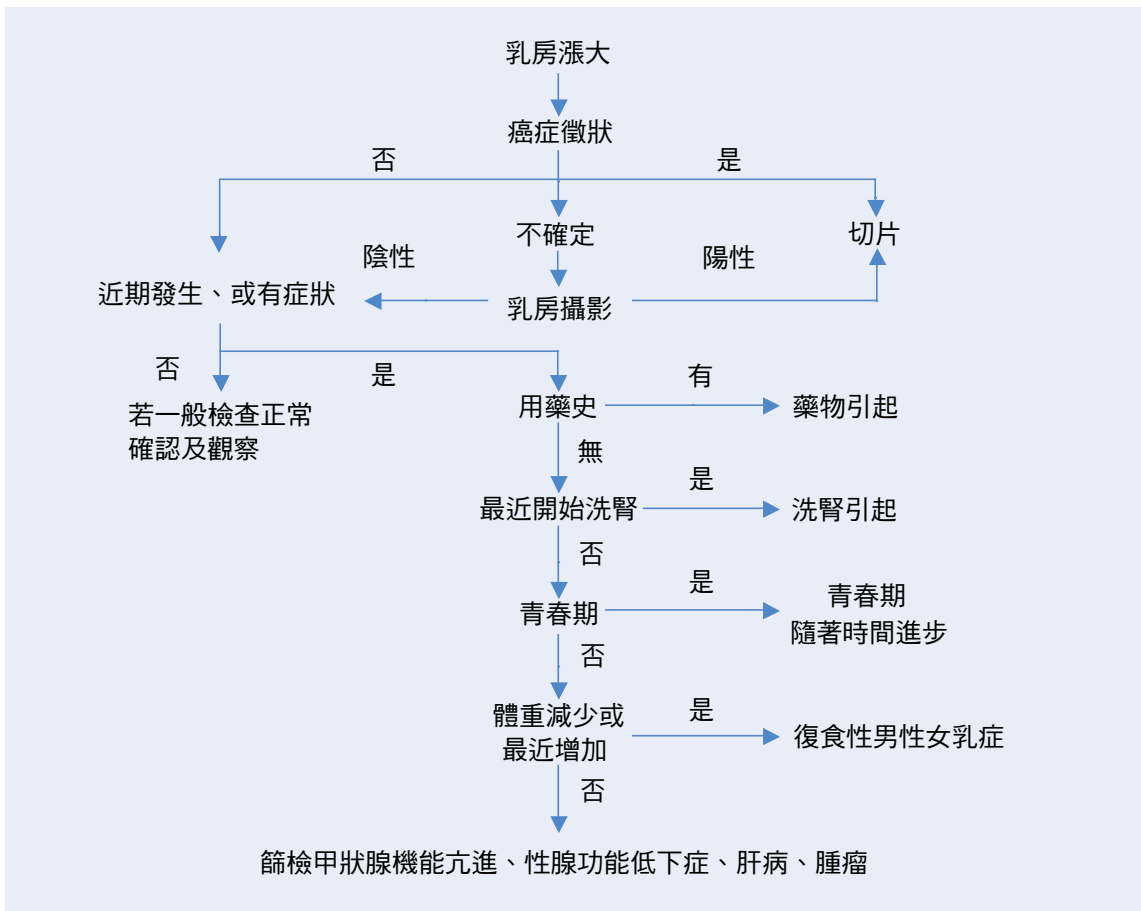 乳房漲大
癌症徵狀
否
是
不確定
切片
陰性
陽性
近期發生、或有症狀
乳房攝影
否
是
有
若一般檢查正常
確認及觀察
用藥史
藥物引起
無
是
最近開始洗腎
洗腎引起
否
是
青春期
青春期
隨著時間進步
否
體重減少或
最近增加
是
復食性男性女乳症
否
篩檢甲狀腺機能亢進、性腺功能低下症、肝病、腫瘤